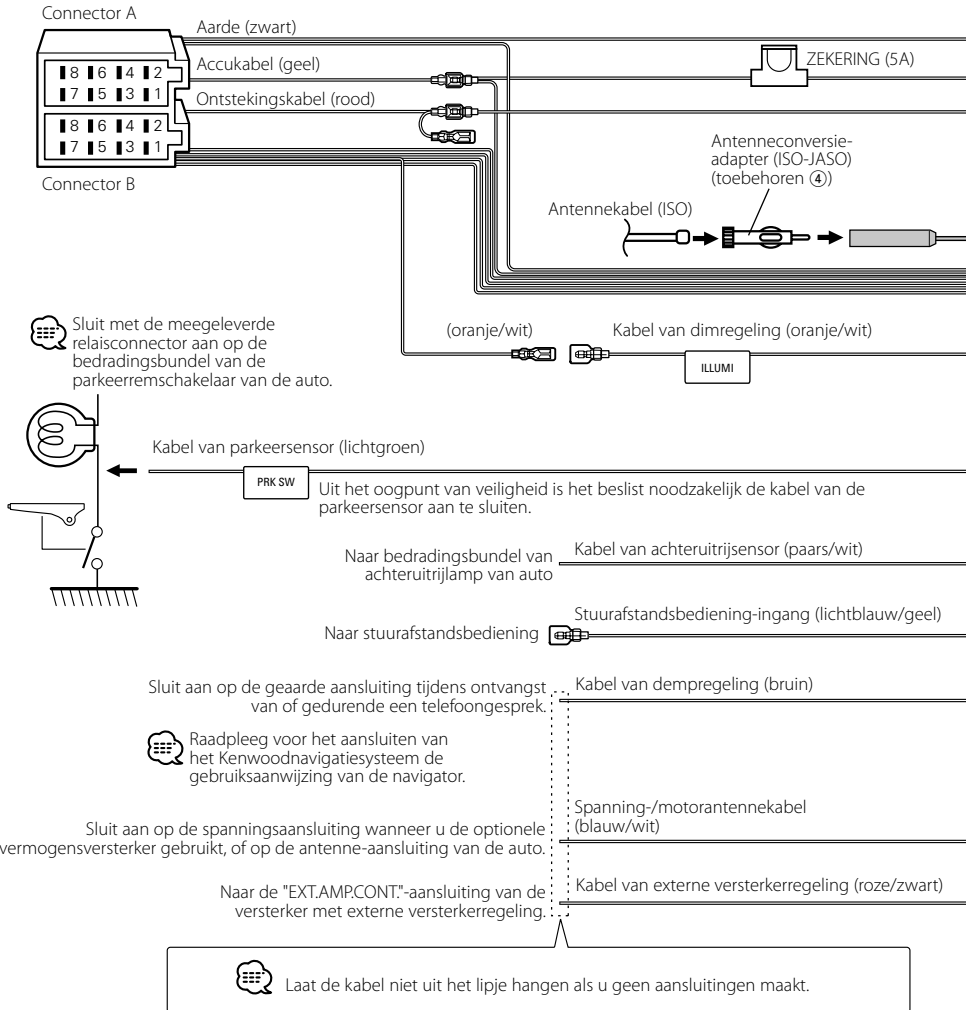 Connector A
Aarde (zwart)
Accukabel (geel)
ZEKERING (5A)
8 6 4 2
7 5 3 1
Ontstekingskabel (rood)
8 6 4 2
7 5 3 1
Connector B
Antenneconversie-
adapter (ISO-JASO)
(toebehoren ④)
Antennekabel (ISO)
Sluit met de meegeleverde
relaisconnector aan op de
bedradingsbundel van de
parkeerremschakelaar van de auto.
(oranje/wit)
Kabel van dimregeling (oranje/wit)
ILLUMI
Kabel van parkeersensor (lichtgroen)
PRK SW
Uit het oogpunt van veiligheid is het beslist noodzakelijk de kabel van de
parkeersensor aan te sluiten.
Naar bedradingsbundel van
achteruitrijlamp van auto
Kabel van achteruitrijsensor (paars/wit)
Stuurafstandsbediening-ingang (lichtblauw/geel)
Naar stuurafstandsbediening
Sluit aan op de geaarde aansluiting tijdens ontvangst
van of gedurende een telefoongesprek.
Kabel van dempregeling (bruin)
Raadpleeg voor het aansluiten van
het Kenwoodnavigatiesysteem de
gebruiksaanwijzing van de navigator.
Spanning-/motorantennekabel
(blauw/wit)
Sluit aan op de spanningsaansluiting wanneer u de optionele
vermogensversterker gebruikt, of op de antenne-aansluiting van de auto.
Naar de "EXT.AMP.CONT."-aansluiting van de
versterker met externe versterkerregeling.
Kabel van externe versterkerregeling (roze/zwart)
Laat de kabel niet uit het lipje hangen als u geen aansluitingen maakt.